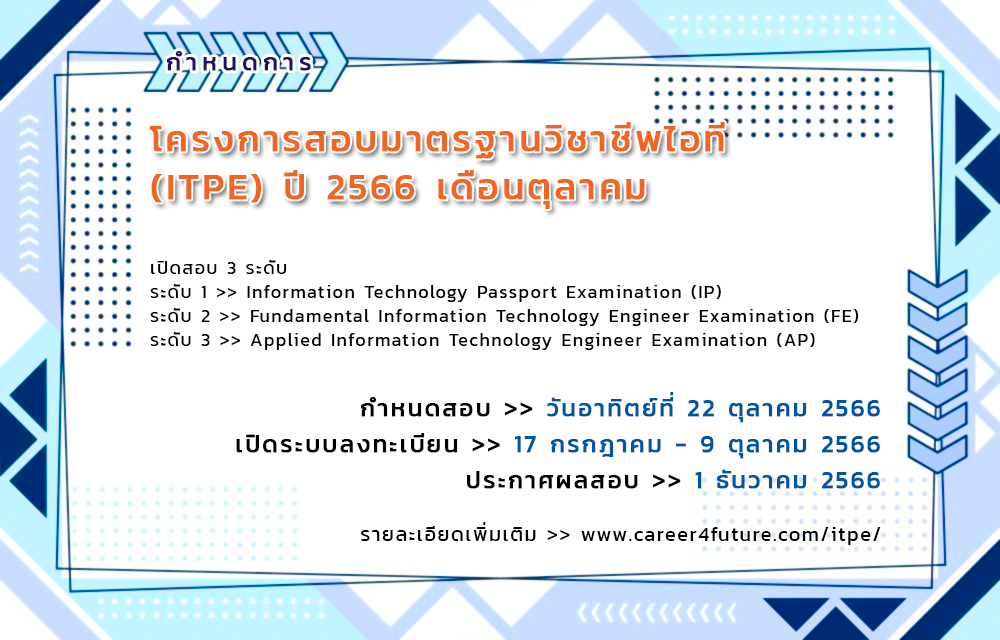 กำหนดการ
โครงการสอบมาตรฐานวิชาชีพไอที
(ITPE) ปี 2566 เดือนตุลาคม
เปิดสอบ 3 ระดับ
ระดับ 1 >> Information Technology Passport Examination (IP)
ระดับ 2 >> Fundamental Information Technology Engineer Examination (FE)
ระดับ 3 >> Applied Information Technology Engineer Examination (AP)
กำหนดสอบ >> วันอาทิตย์ที่ 22 ตุลาคม 2566
เปิดระบบลงทะเบียน >> 17 กรกฎาคม - 9 ตุลาคม 2566
ประกาศผลสอบ >> 1 ธันวาคม 2566
รายละเอียดเพิ่มเติม >> www.career4future.com/itpe/